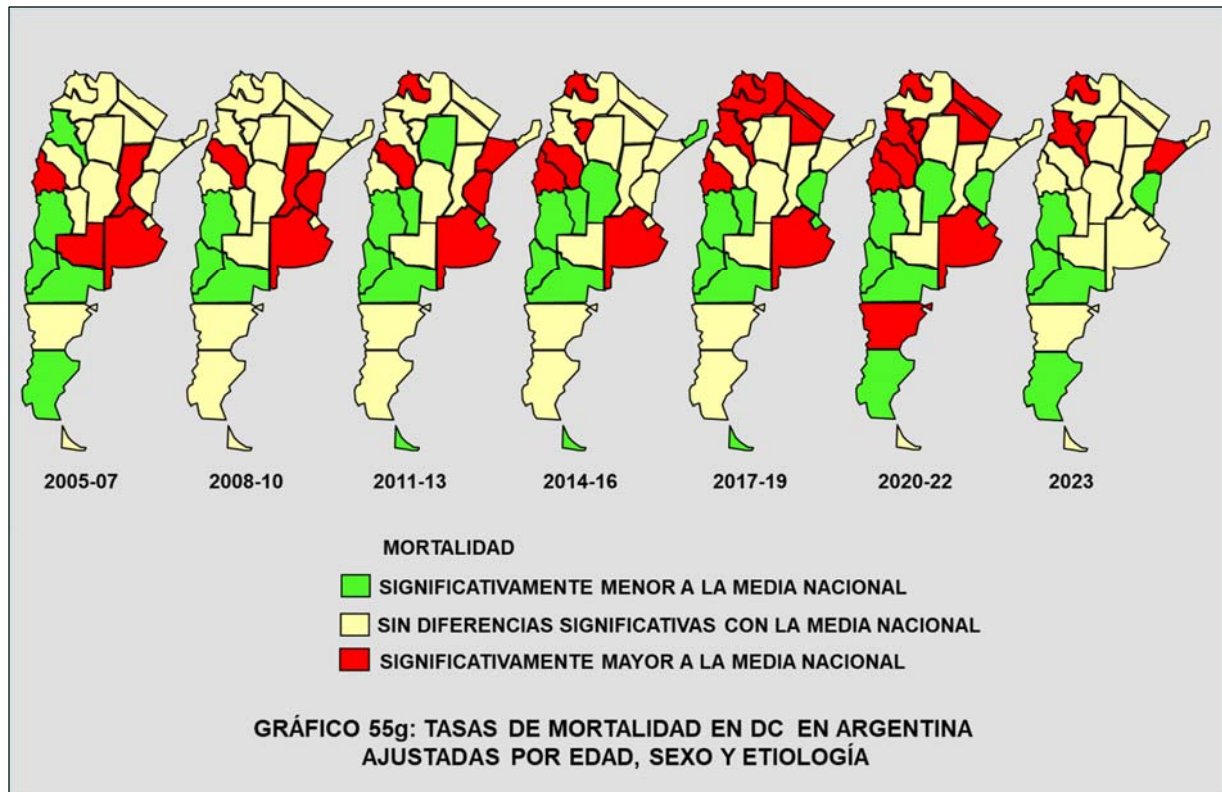 2005-07
2008-10
2011-13
2014-16
2017-19
2020-22
2023
MORTALIDAD
SIGNIFICATIVAMENTE MENOR A LA MEDIA NACIONAL
SIN DIFERENCIAS SIGNIFICATIVAS CON LA MEDIA NACIONAL
SIGNIFICATIVAMENTE MAYOR A LA MEDIA NACIONAL
GRÁFICO 55g: TASAS DE MORTALIDAD EN DC EN ARGENTINA
AJUSTADAS POR EDAD, SEXO Y ETIOLOGÍA